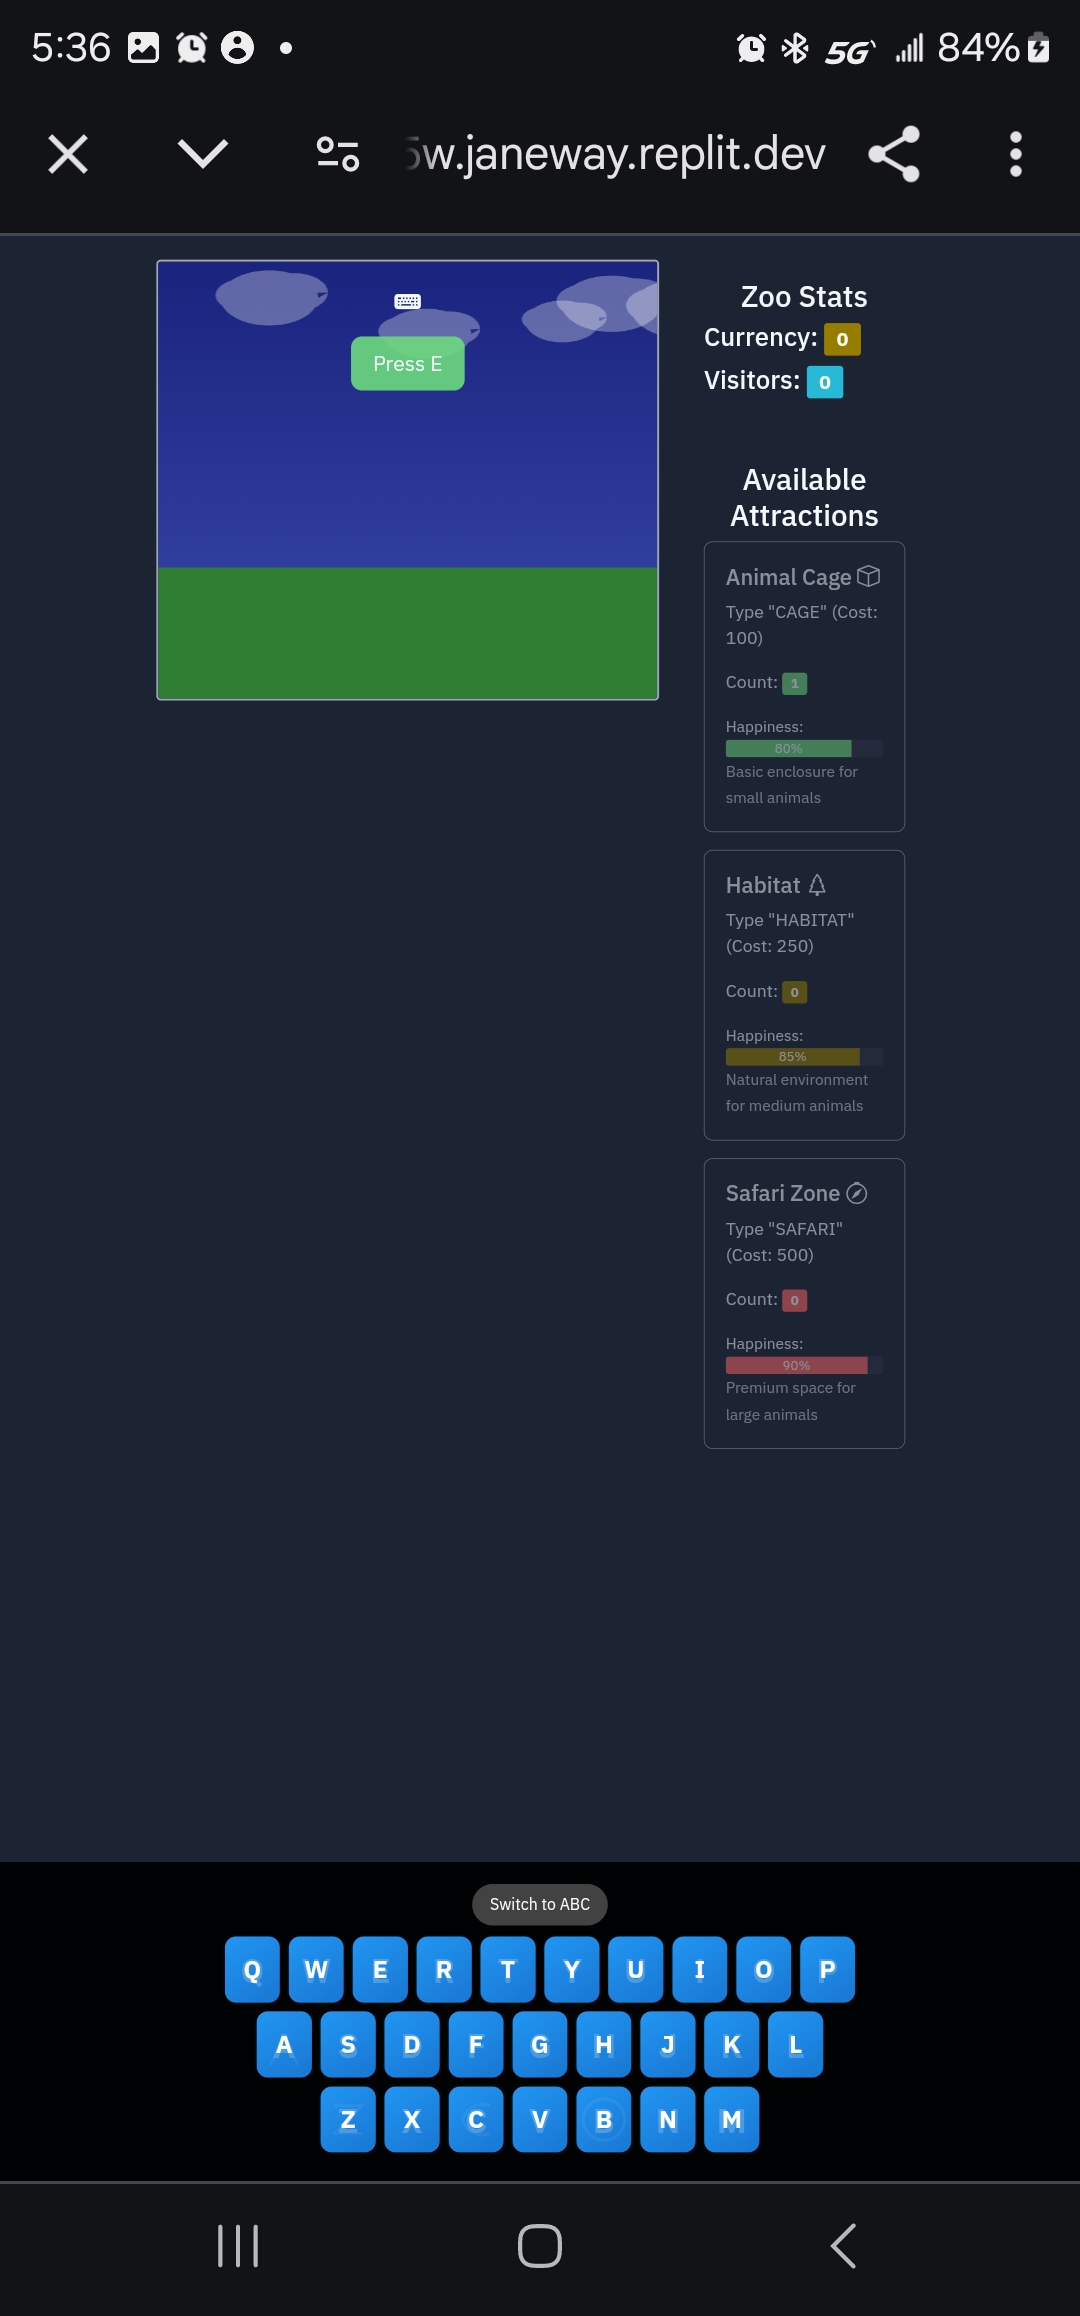 5:36 5G 84%
5w.janeway.replit.dev
Press E
Zoo Stats
Currency: 0
Visitors: 0
Available
Attractions
Animal Cage
Type "CAGE" (Cost:
100)
Count: 1
Happiness:
80%
Basic enclosure for
small animals
Habitat
Type "HABITAT"
(Cost: 250)
Count: 0
Happiness:
85%
Natural environment
for medium animals
Safari Zone
Type "SAFARI"
(Cost: 500)
Count: 0
Happiness:
90%
Premium space for
large animals
Switch to ABC
Q W E R T Y U I O P
A S D F G H J K L
Z X C V B N M